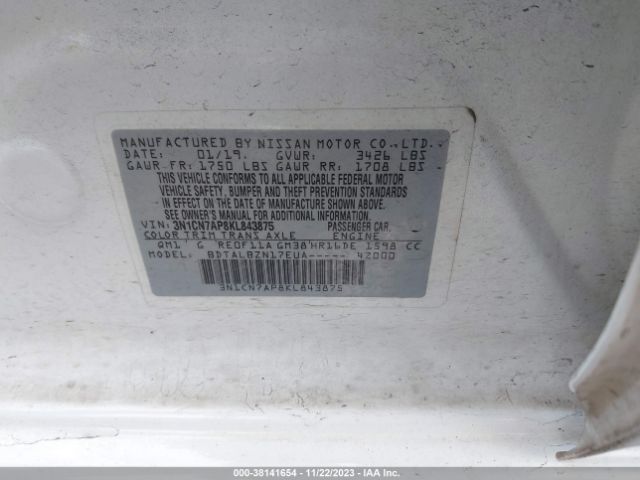 MANUFACTURED BY NISSAN MOTOR CO.,LTD.
DATE: 01/19. GVWR: 3426 LBS
GAWR FR: 1750 LBS GAWR RR: 1708 LBS
THIS VEHICLE CONFORMS TO ALL APPLICABLE FEDERAL MOTOR
VEHICLE SAFETY, BUMPER AND THEFT PREVENTION STANDARDS
IN EFFECT ON THE DATE OF MANUFACTURE SHOWN ABOVE.
SEE OWNER'S MANUAL FOR ADDITIONAL INFORMATION.
VIN: 3N1CN7AP8KL843875 PASSENGER CAR.
COLOR TRIM TRANS AXLE ENGINE
QM1 G RE0F11A GM38 HR16DE 1598 CC
MODEL: BDTALBZN17EUA----- 42000
3N1CN7AP8KL843875
000-38141654 - 11/22/2023 - IAA Inc.